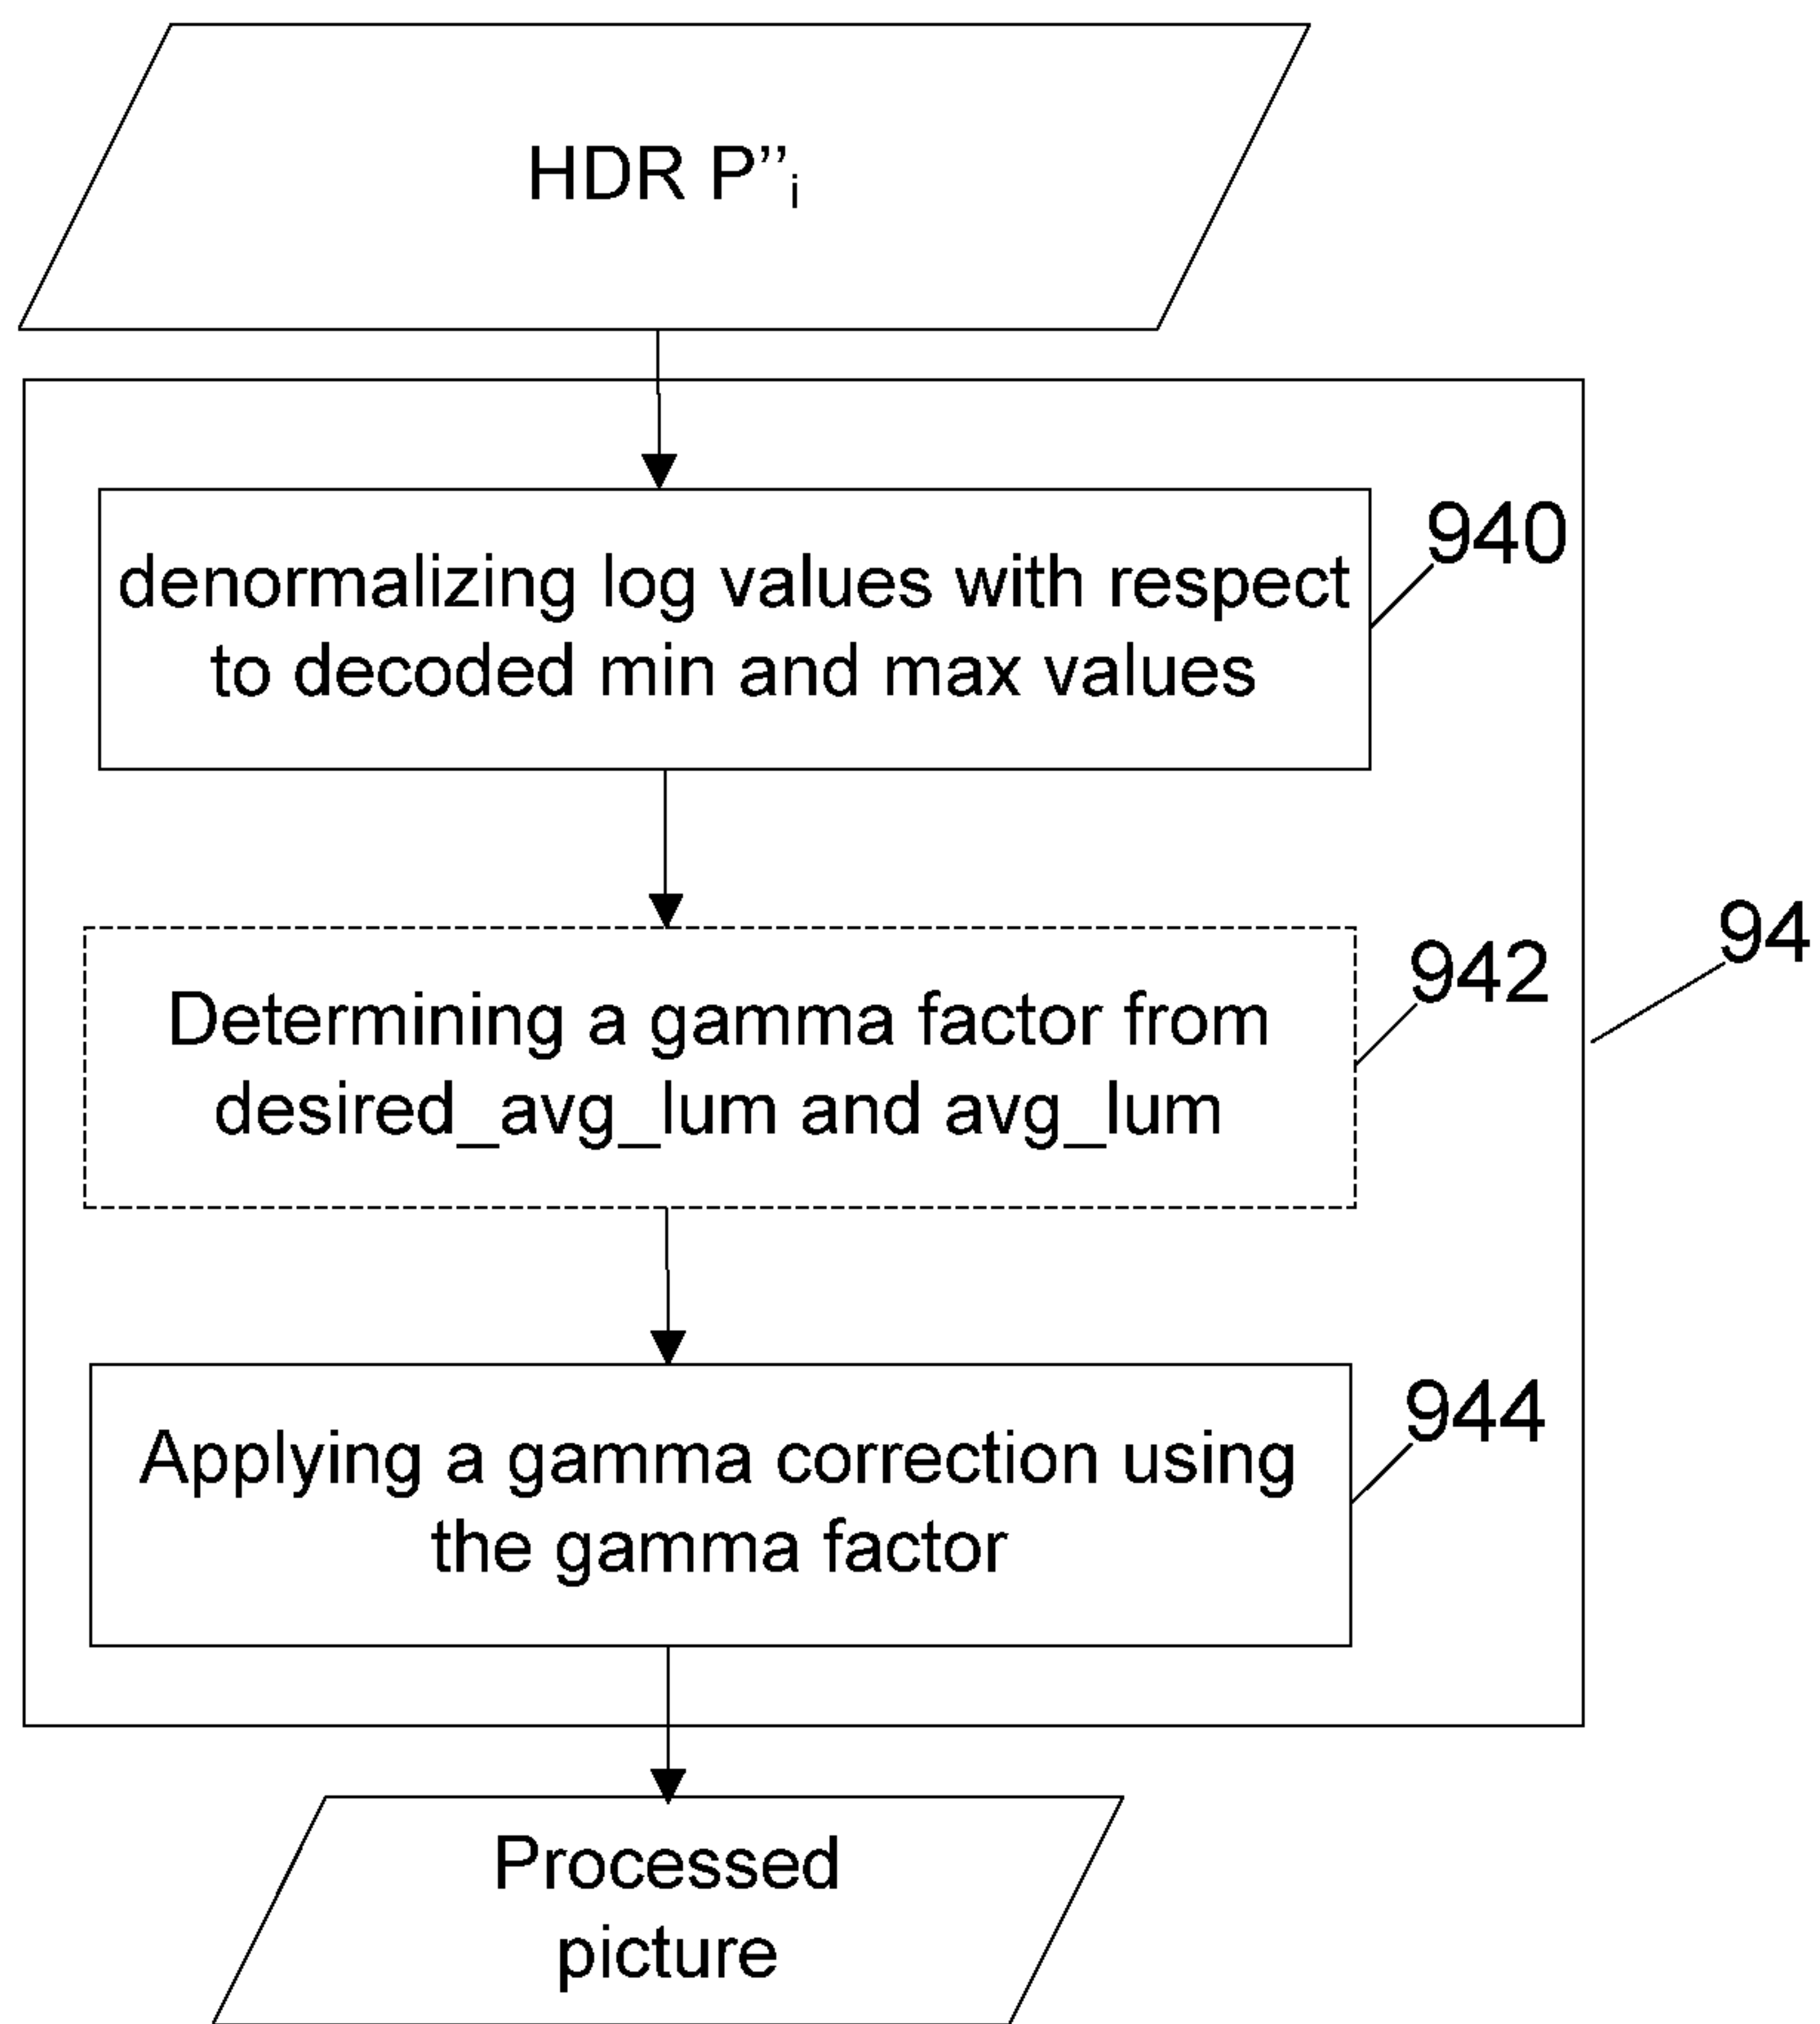 HDR P”i
denormalizing log values with respect
to decoded min and max values
940
Determining a gamma factor from
desired_avg_lum and avg_lum
942
94
Applying a gamma correction using
the gamma factor
944
Processed
picture